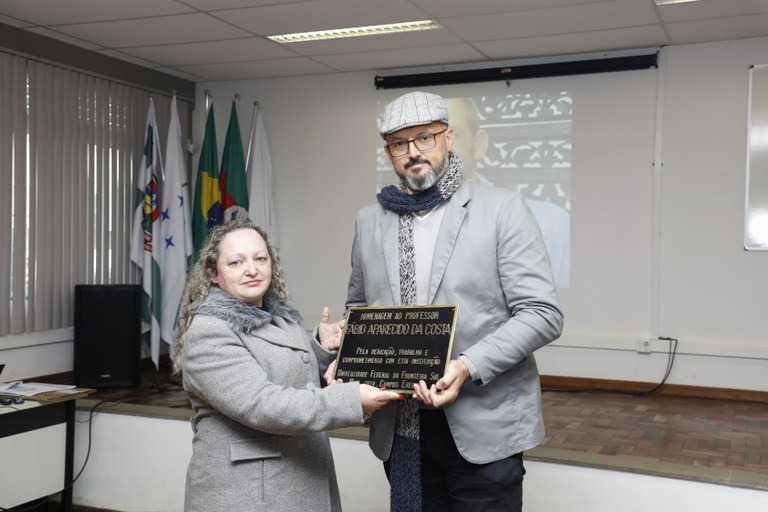 HOMENAGEM AO PROFESSOR
FÁBIO APARECIDO DA COSTA
PELA DEDICAÇÃO, TRABALHO E
COMPROMETIMENTO COM ESTA INSTITUIÇÃO
UNIVERSIDADE FEDERAL DA FRONTEIRA SUL
CAMPUS